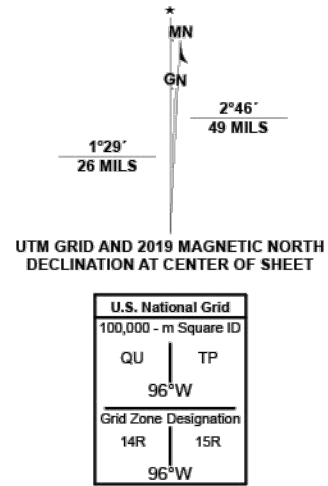 ★
MN
GN
2°46´
49 MILS
1°29´
26 MILS
UTM GRID AND 2019 MAGNETIC NORTH
DECLINATION AT CENTER OF SHEET
U.S. National Grid
100,000 - m Square ID
QU TP
96°W
Grid Zone Designation
14R 15R
96°W